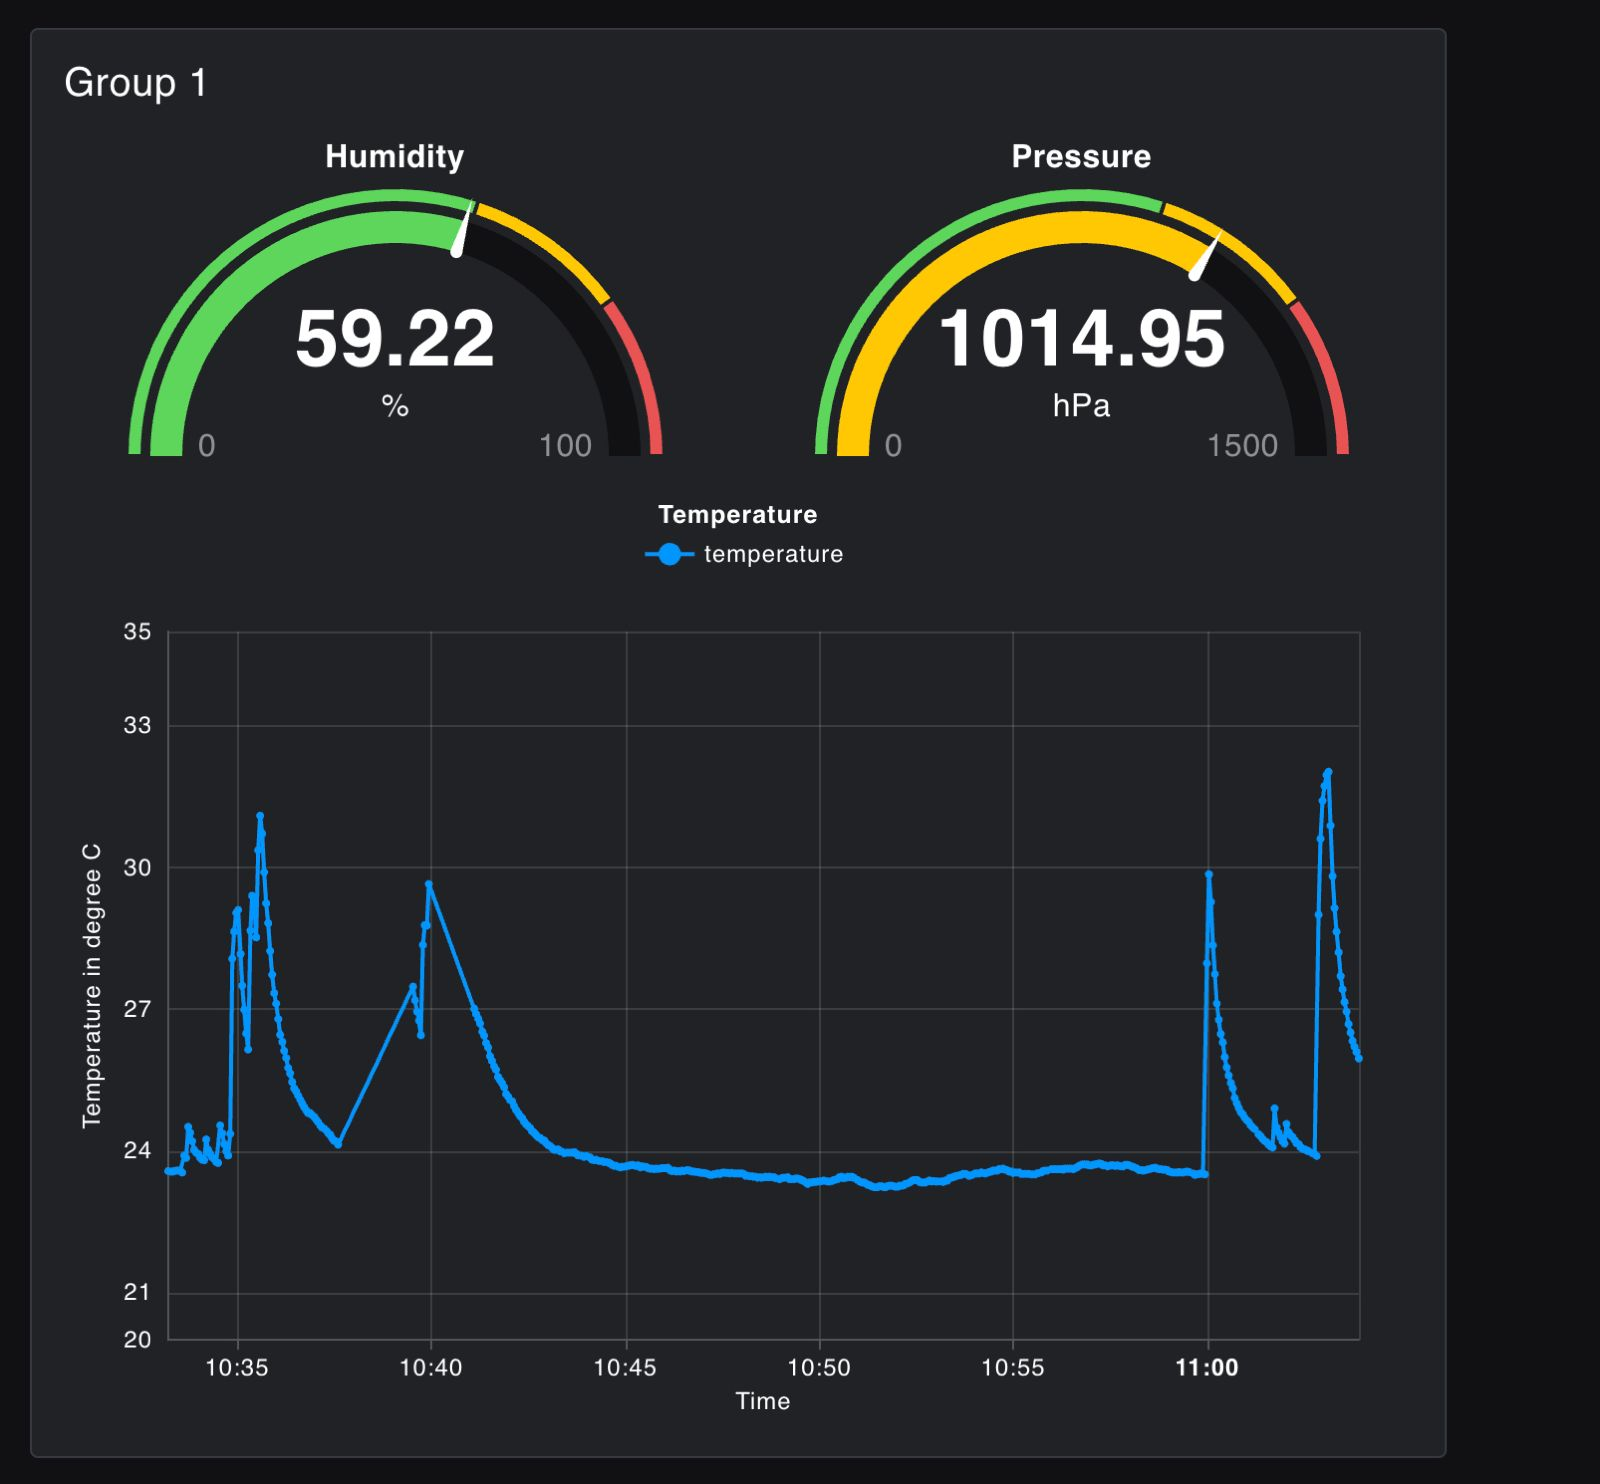 Group 1
Humidity
59.22
%
0 100
Pressure
1014.95
hPa
0 1500
Temperature
temperature
35
33
30
27
24
21
20
Temperature in degree C
10:35 10:40 10:45 10:50 10:55 11:00
Time